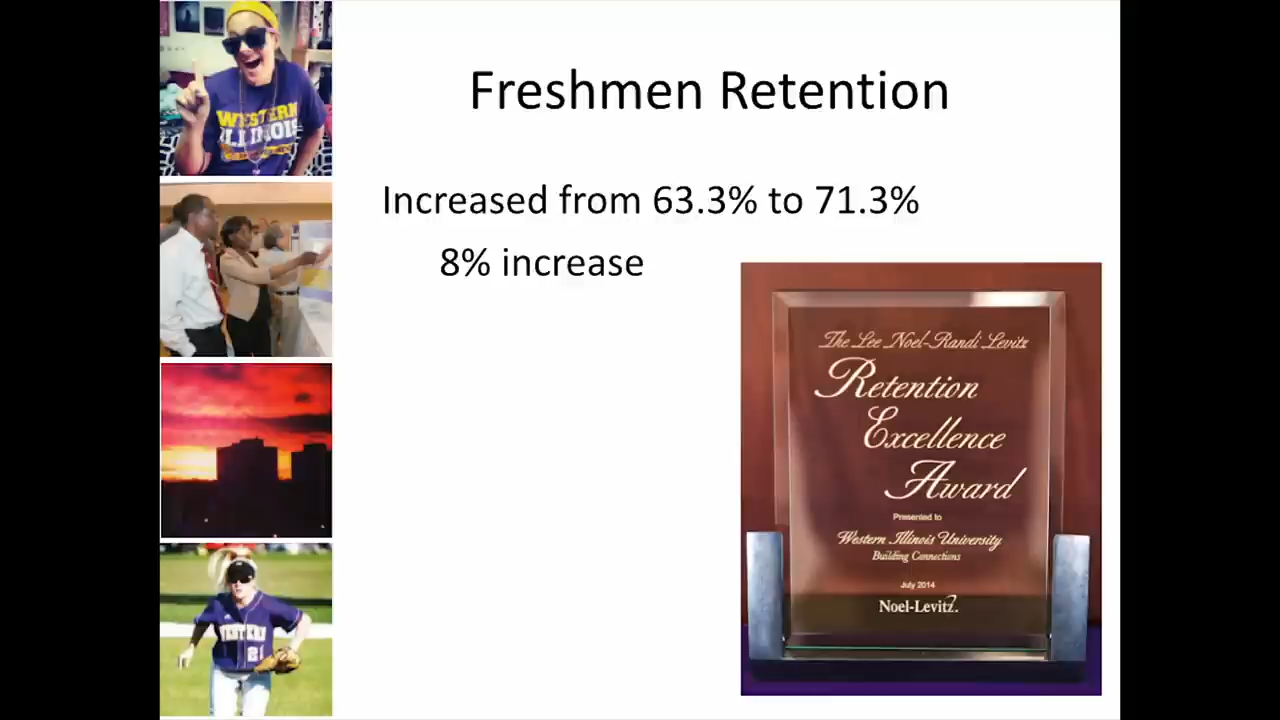 Freshmen Retention
Increased from 63.3% to 71.3%
8% increase
WESTERN
ILLINOIS
The Lee Noel-Randi Levitz
Retention
Excellence
Award
Presented to
Western Illinois University
Building Connections
July 2014
Noel-Levitz.
WESTERN
21